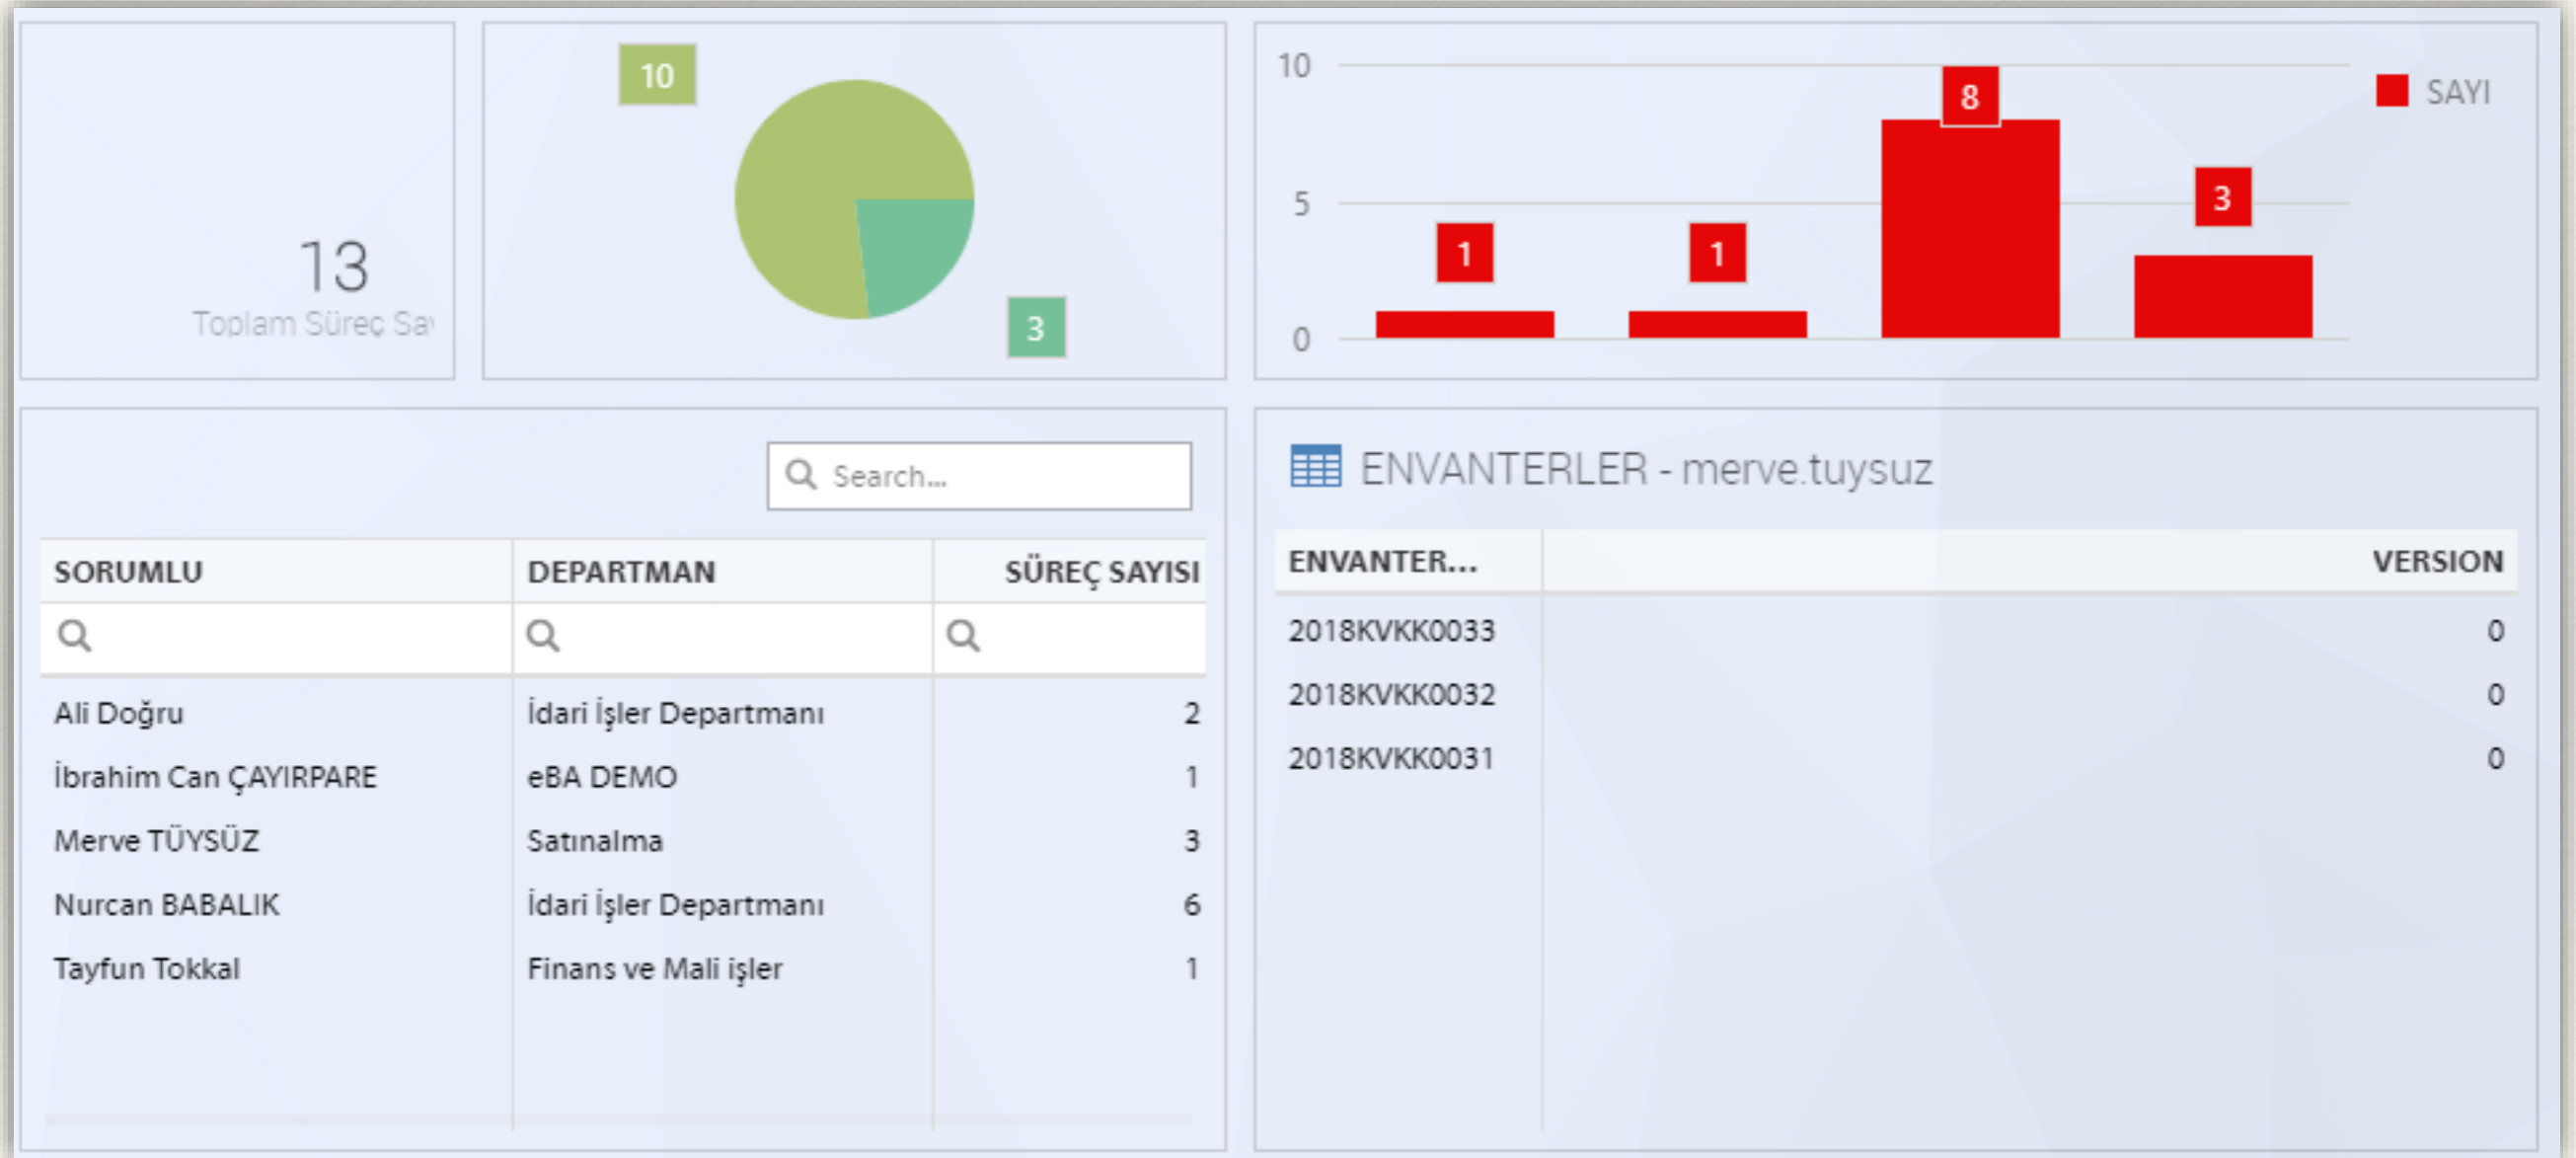 13
Toplam Süreç Say
10
3
10
5
0
1
1
8
3
SAYI
Search...
SORUMLU DEPARTMAN SÜREÇ SAYISI
Ali Doğru İdari İşler Departmanı 2
İbrahim Can ÇAYIRPARE eBA DEMO 1
Merve TÜYSÜZ Satınalma 3
Nurcan BABALIK İdari İşler Departmanı 6
Tayfun Tokkal Finans ve Mali işler 1
ENVANTERLER - merve.tuysuz
ENVANTER... VERSION
2018KVKK0033 0
2018KVKK0032 0
2018KVKK0031 0